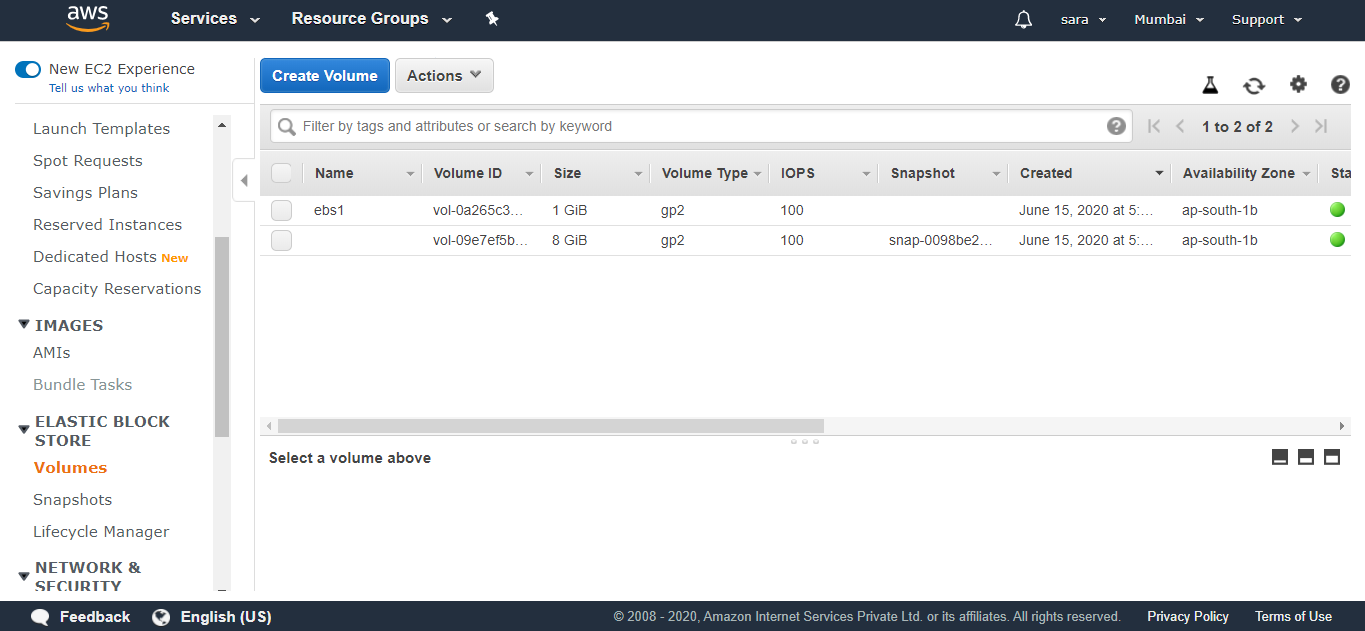 aws Services Resource Groups sara Mumbai Support
New EC2 Experience
Tell us what you think
Launch Templates
Spot Requests
Savings Plans
Reserved Instances
Dedicated Hosts New
Capacity Reservations
IMAGES
AMIs
Bundle Tasks
ELASTIC BLOCK
STORE
Volumes
Snapshots
Lifecycle Manager
NETWORK &
SECURITY
Create Volume Actions
Filter by tags and attributes or search by keyword 1 to 2 of 2
Name Volume ID Size Volume Type IOPS Snapshot Created Availability Zone Sta
ebs1 vol-0a265c3... 1 GiB gp2 100 June 15, 2020 at 5:... ap-south-1b
vol-09e7ef5b... 8 GiB gp2 100 snap-0098be2... June 15, 2020 at 5:... ap-south-1b
Select a volume above
Feedback English (US) © 2008 - 2020, Amazon Internet Services Private Ltd. or its affiliates. All rights reserved. Privacy Policy Terms of Use